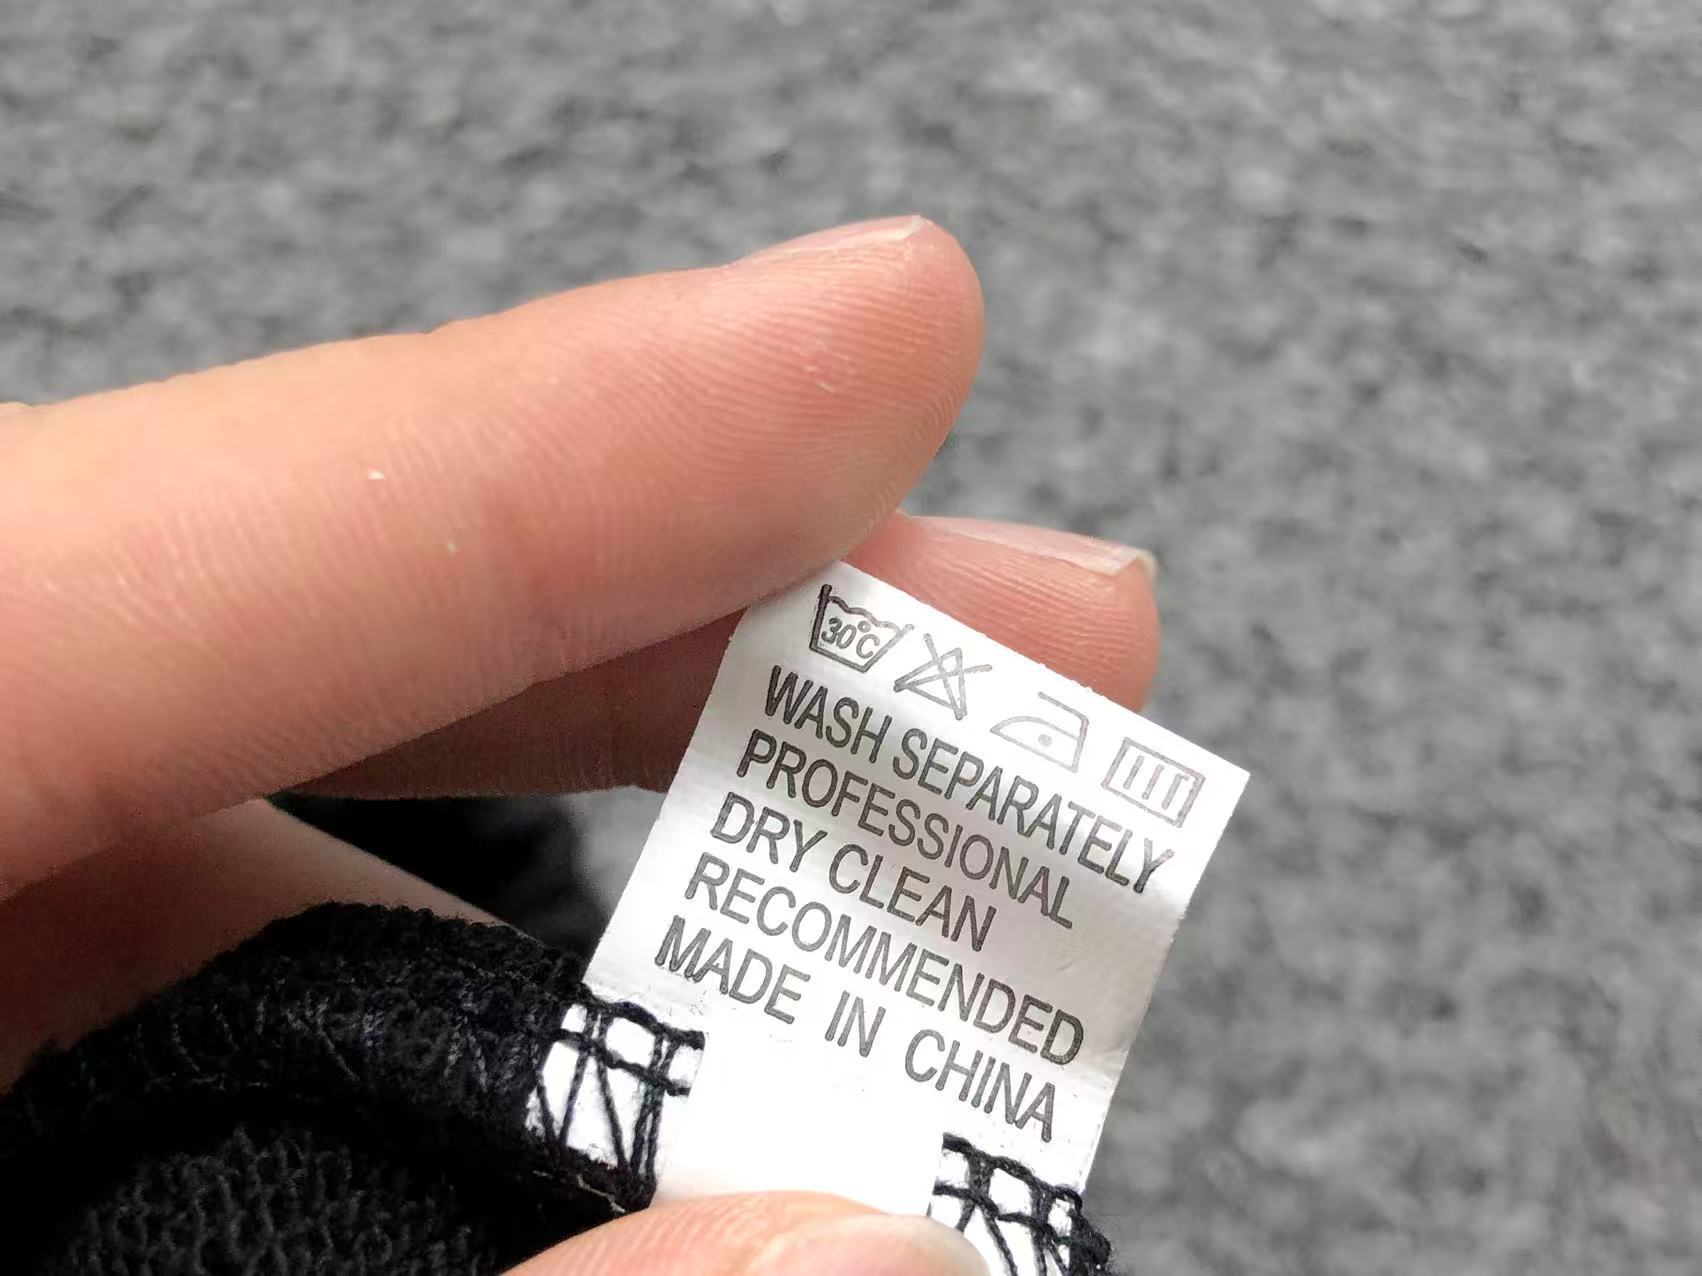 30°C
WASH SEPARATELY
PROFESSIONAL
DRY CLEAN
RECOMMENDED
MADE IN CHINA